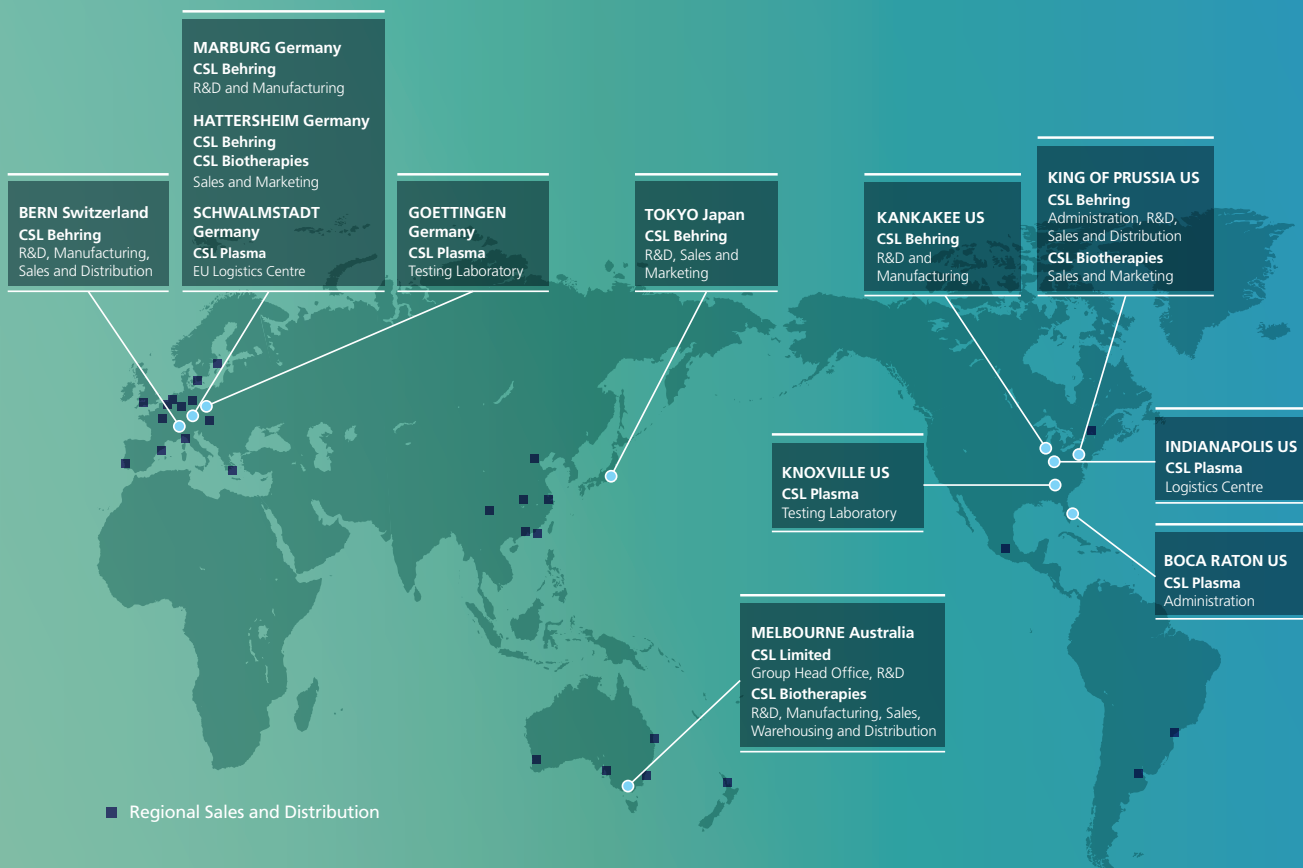 MARBURG Germany
CSL Behring
R&D and Manufacturing
HATTERSHEIM Germany
CSL Behring
CSL Biotherapies
Sales and Marketing
SCHWALMSTADT
Germany
CSL Plasma
EU Logistics Centre
BERN Switzerland
CSL Behring
R&D, Manufacturing,
Sales and Distribution
GOETTINGEN
Germany
CSL Plasma
Testing Laboratory
TOKYO Japan
CSL Behring
R&D, Sales and
Marketing
KANKAKEE US
CSL Behring
R&D and
Manufacturing
KING OF PRUSSIA US
CSL Behring
Administration, R&D,
Sales and Distribution
CSL Biotherapies
Sales and Marketing
KNOXVILLE US
CSL Plasma
Testing Laboratory
INDIANAPOLIS US
CSL Plasma
Logistics Centre
BOCA RATON US
CSL Plasma
Administration
MELBOURNE Australia
CSL Limited
Group Head Office, R&D
CSL Biotherapies
R&D, Manufacturing, Sales,
Warehousing and Distribution
Regional Sales and Distribution